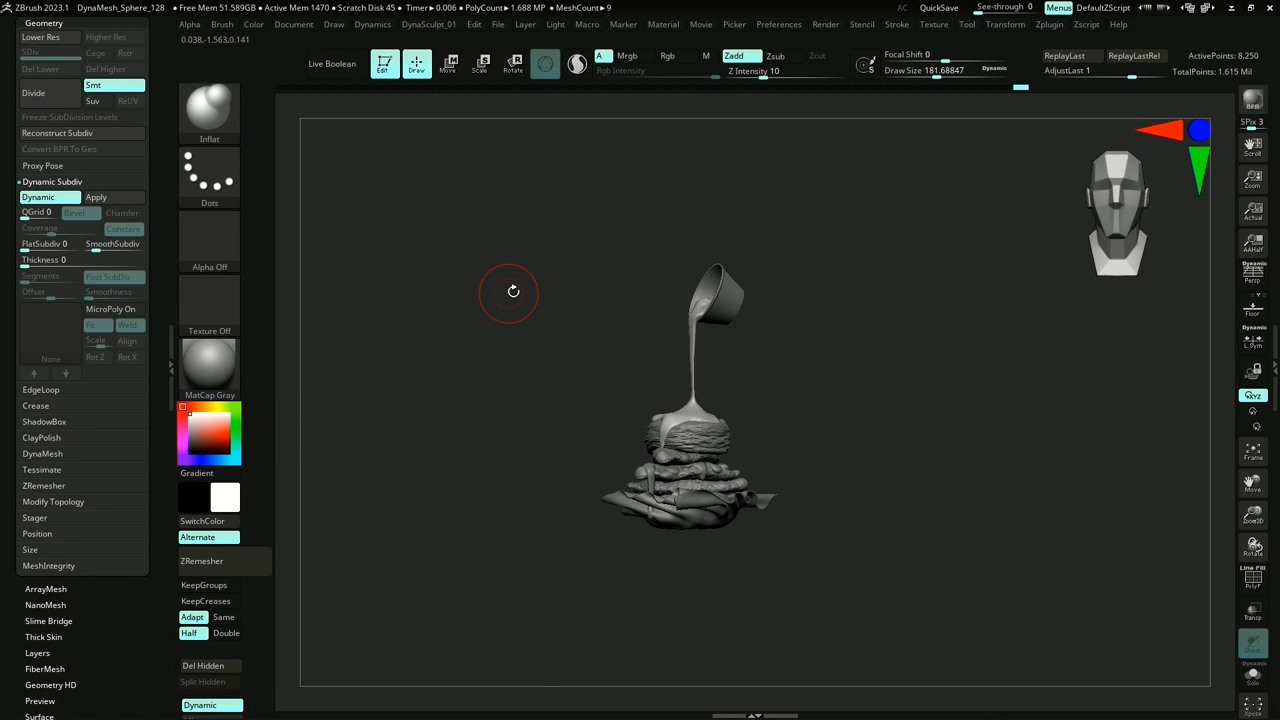 ZBrush 2023.1 DynaMesh_Sphere_128 • Free Mem 51.589GB • Active Mem 1470 • Scratch Disk 45 • Timer▸0.006 • PolyCount▸1.688 MP • MeshCount▸9 AC QuickSave See-through 0 Menus DefaultZScript
Alpha Brush Color Document Draw Dynamics DynaSculpt_01 Edit File Layer Light Macro Marker Material Movie Picker Preferences Render Stencil Stroke Texture Tool Transform Zplugin Zscript Help
0.038,-1.563,0.141
Live Boolean
Edit Draw Move Scale Rotate
A Mrgb Rgb M
Rgb Intensity
Zadd Zsub Zcut
Z Intensity 10
S
Focal Shift 0
Draw Size 181.68847 Dynamic
ReplayLast ReplayLastRel
AdjustLast 1
ActivePoints: 8,250
TotalPoints: 1.615 mil
Geometry
Lower Res Higher Res
SDiv Cage Rstr
Del Lower Del Higher
Divide
Smt
Suv ReUV
Freeze SubDivision Levels
Reconstruct Subdiv
Convert BPR To Geo
Proxy Pose
Dynamic Subdiv
Dynamic Apply
QGrid 0 Bevel Chamfer
Coverage Constant
FlatSubdiv 0 SmoothSubdiv
Thickness 0
Segments Post SubDiv
Offset Smoothness
MicroPoly On
Fit Weld
Scale Align
None Rot Z Rot X
EdgeLoop
Crease
ShadowBox
ClayPolish
DynaMesh
Tessimate
ZRemesher
Modify Topology
Stager
Position
Size
MeshIntegrity
ArrayMesh
NanoMesh
Slime Bridge
Thick Skin
Layers
FiberMesh
Geometry HD
Preview
Surface
Inflat
Dots
Alpha Off
Texture Off
MatCap Gray
Gradient
SwitchColor
Alternate
ZRemesher
KeepGroups
KeepCreases
Adapt Same
Half Double
Del Hidden
Split Hidden
Dynamic
BPR
SPix 3
Scroll
Zoom
Actual
AAHalf
Dynamic
Persp
Floor
Dynamic
L.Sym
XYZ
Frame
Move
Zoom3D
Rotate
Line Fill
PolyF
Transp
Ghost
Dynamic
Solo
Xpose